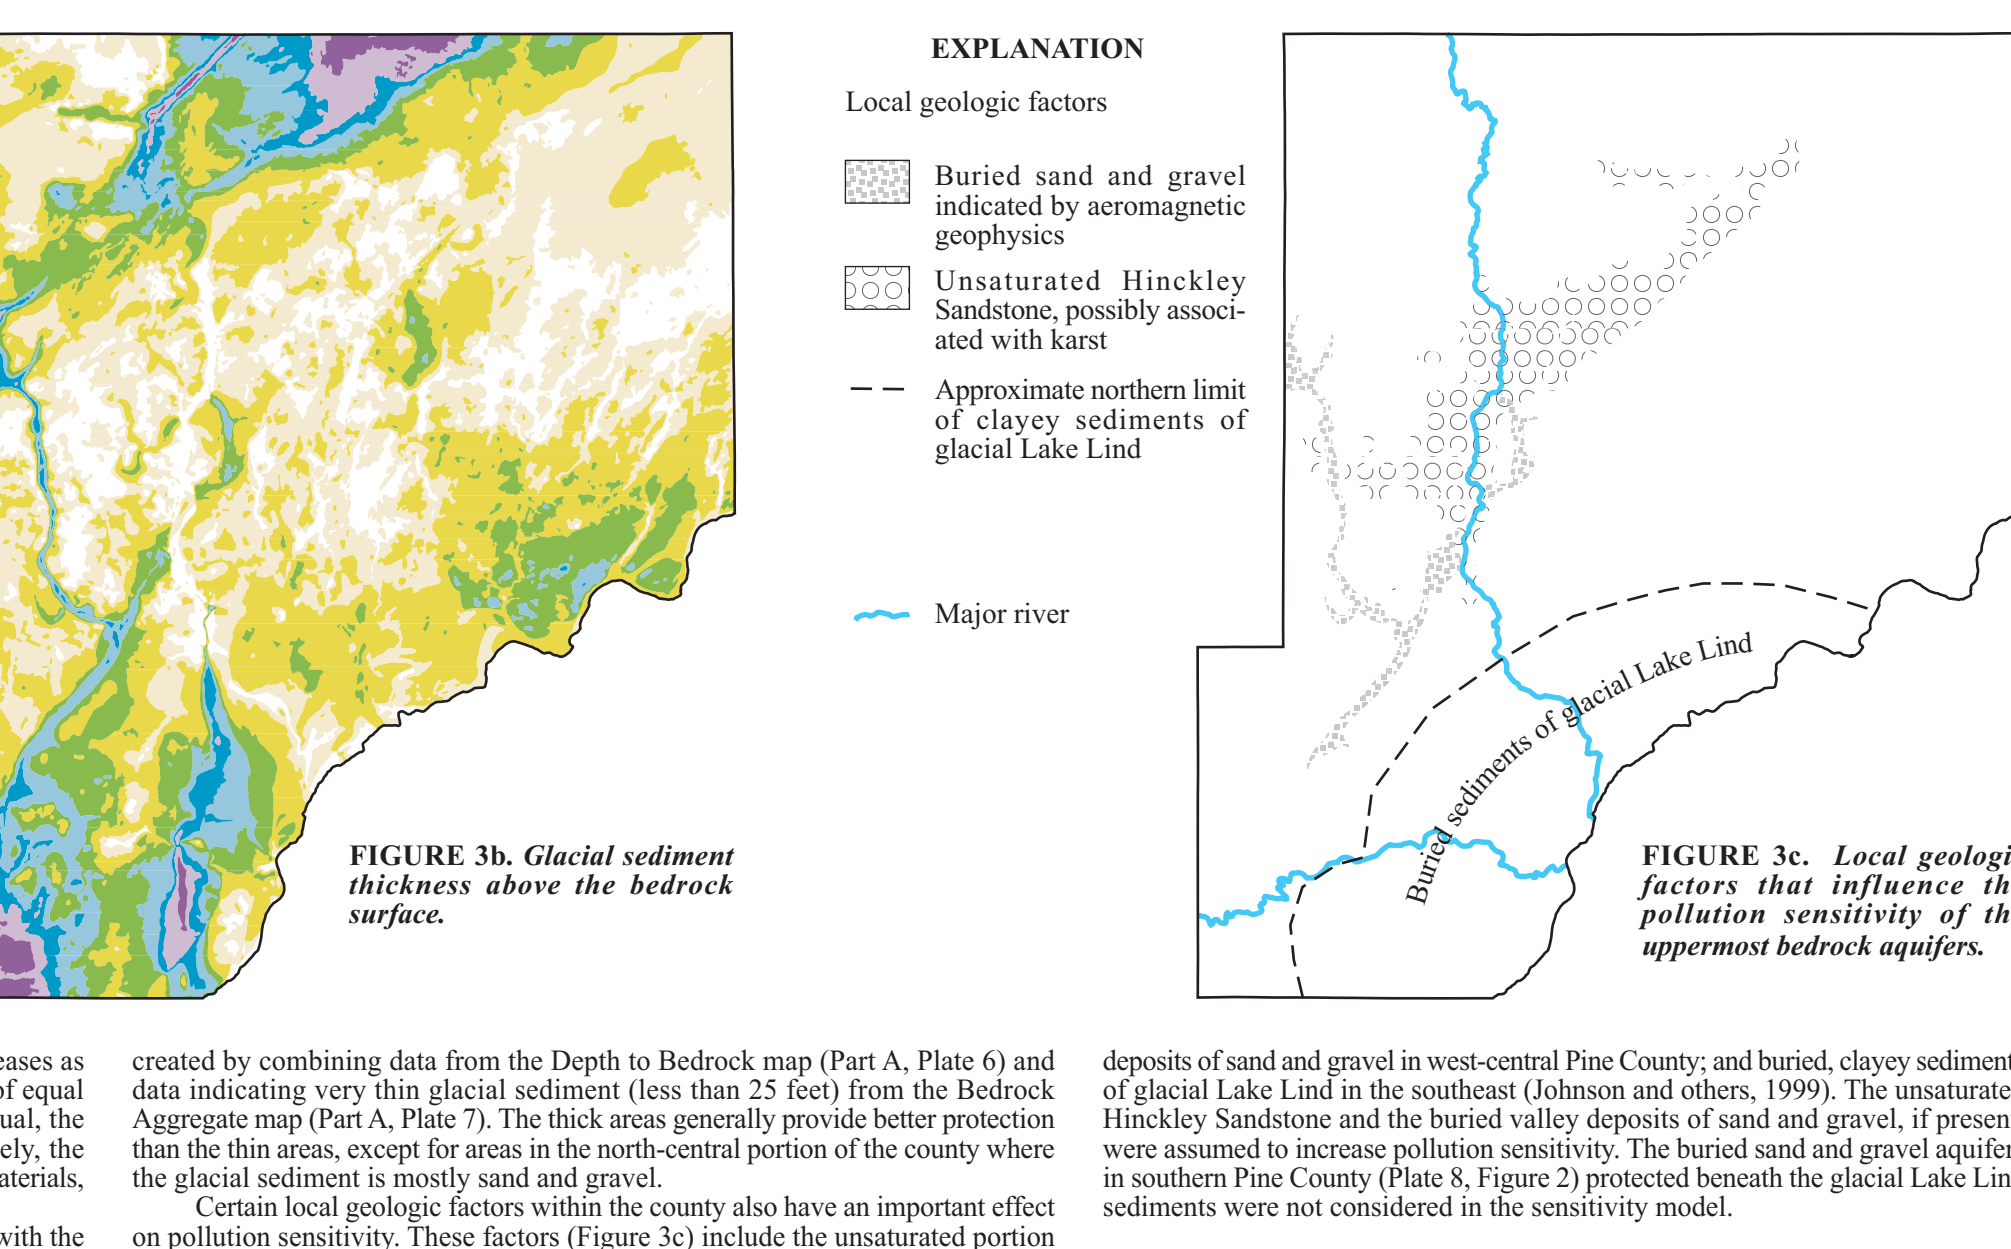 EXPLANATION
Local geologic factors
Buried sand and gravel
indicated by aeromagnetic
geophysics
Unsaturated Hinckley
Sandstone, possibly associ-
ated with karst
Approximate northern limit
of clayey sediments of
glacial Lake Lind
Major river
Buried sediments of glacial Lake Lind
FIGURE 3b. Glacial sediment
thickness above the bedrock
surface.
FIGURE 3c. Local geologi
factors that influence th
pollution sensitivity of th
uppermost bedrock aquifers.
eases as
of equal
ual, the
ely, the
aterials,
with the
created by combining data from the Depth to Bedrock map (Part A, Plate 6) and
data indicating very thin glacial sediment (less than 25 feet) from the Bedrock
Aggregate map (Part A, Plate 7). The thick areas generally provide better protection
than the thin areas, except for areas in the north-central portion of the county where
the glacial sediment is mostly sand and gravel.
Certain local geologic factors within the county also have an important effect
on pollution sensitivity. These factors (Figure 3c) include the unsaturated portion
deposits of sand and gravel in west-central Pine County; and buried, clayey sediment
of glacial Lake Lind in the southeast (Johnson and others, 1999). The unsaturate
Hinckley Sandstone and the buried valley deposits of sand and gravel, if presen
were assumed to increase pollution sensitivity. The buried sand and gravel aquifer
in southern Pine County (Plate 8, Figure 2) protected beneath the glacial Lake Lin
sediments were not considered in the sensitivity model.